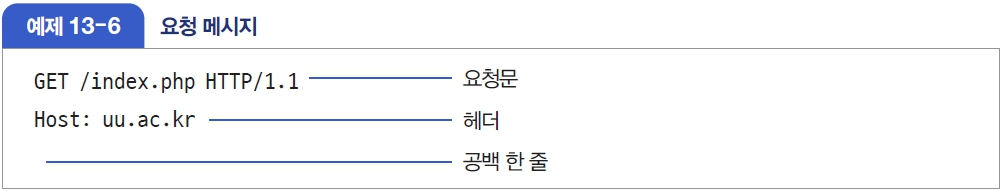 예제 13-6 요청 메시지
GET /index.php HTTP/1.1 요청문
Host: uu.ac.kr 헤더
공백 한 줄